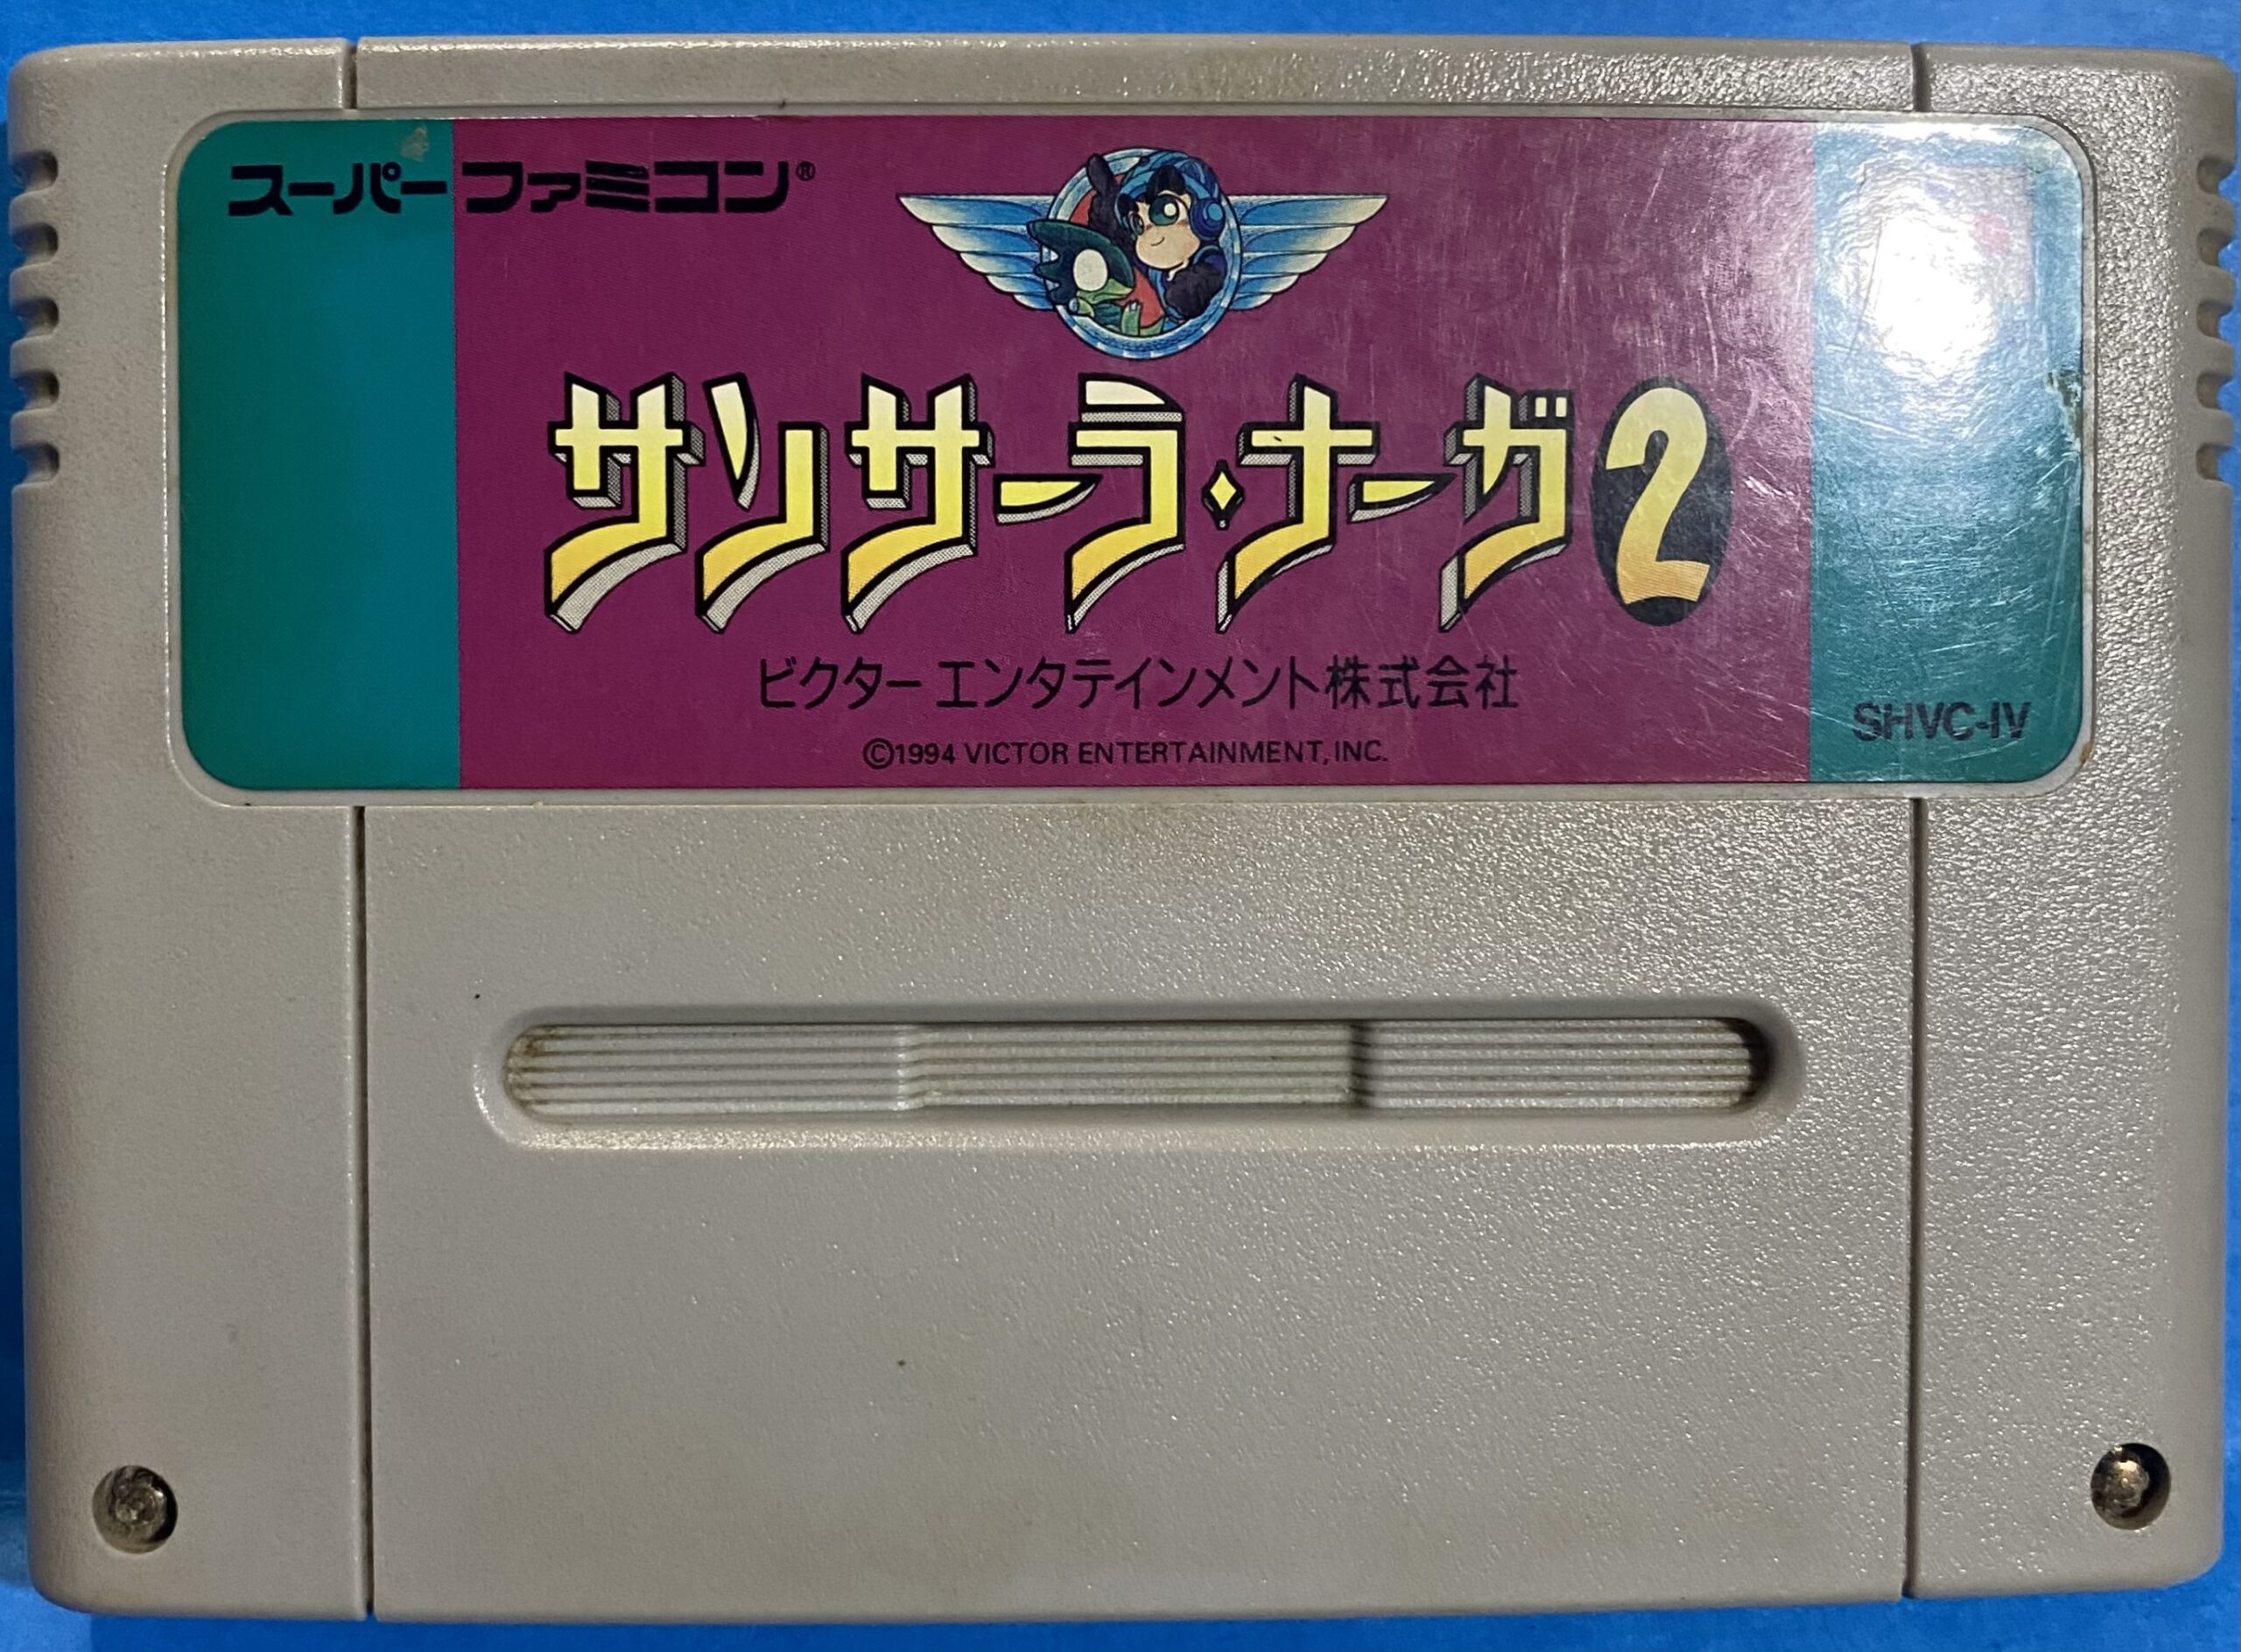 スーパーファミコン®
サンサーラ・ナーガ2
ビクターエンタテインメント株式会社
©1994 VICTOR ENTERTAINMENT, INC.
SHVC-IV